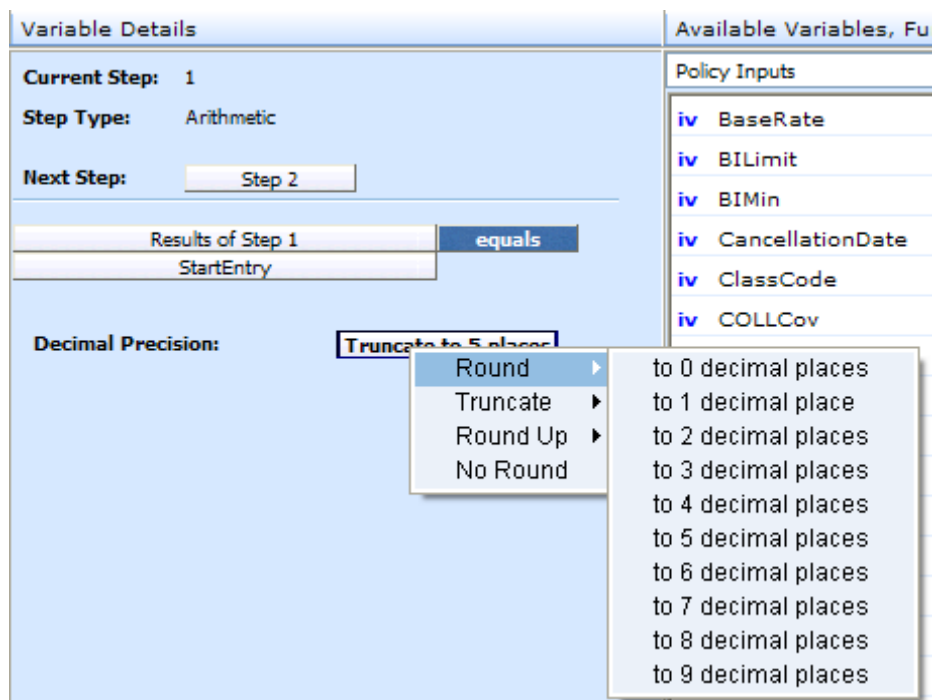 Variable Details
Current Step: 1
Step Type: Arithmetic
Next Step: Step 2
Results of Step 1 equals
StartEntry
Decimal Precision: Truncate to 5 places
Round
Truncate
Round Up
No Round
to 0 decimal places
to 1 decimal place
to 2 decimal places
to 3 decimal places
to 4 decimal places
to 5 decimal places
to 6 decimal places
to 7 decimal places
to 8 decimal places
to 9 decimal places
Available Variables, Fu
Policy Inputs
iv BaseRate
iv BILimit
iv BIMin
iv CancellationDate
iv ClassCode
iv COLLCov